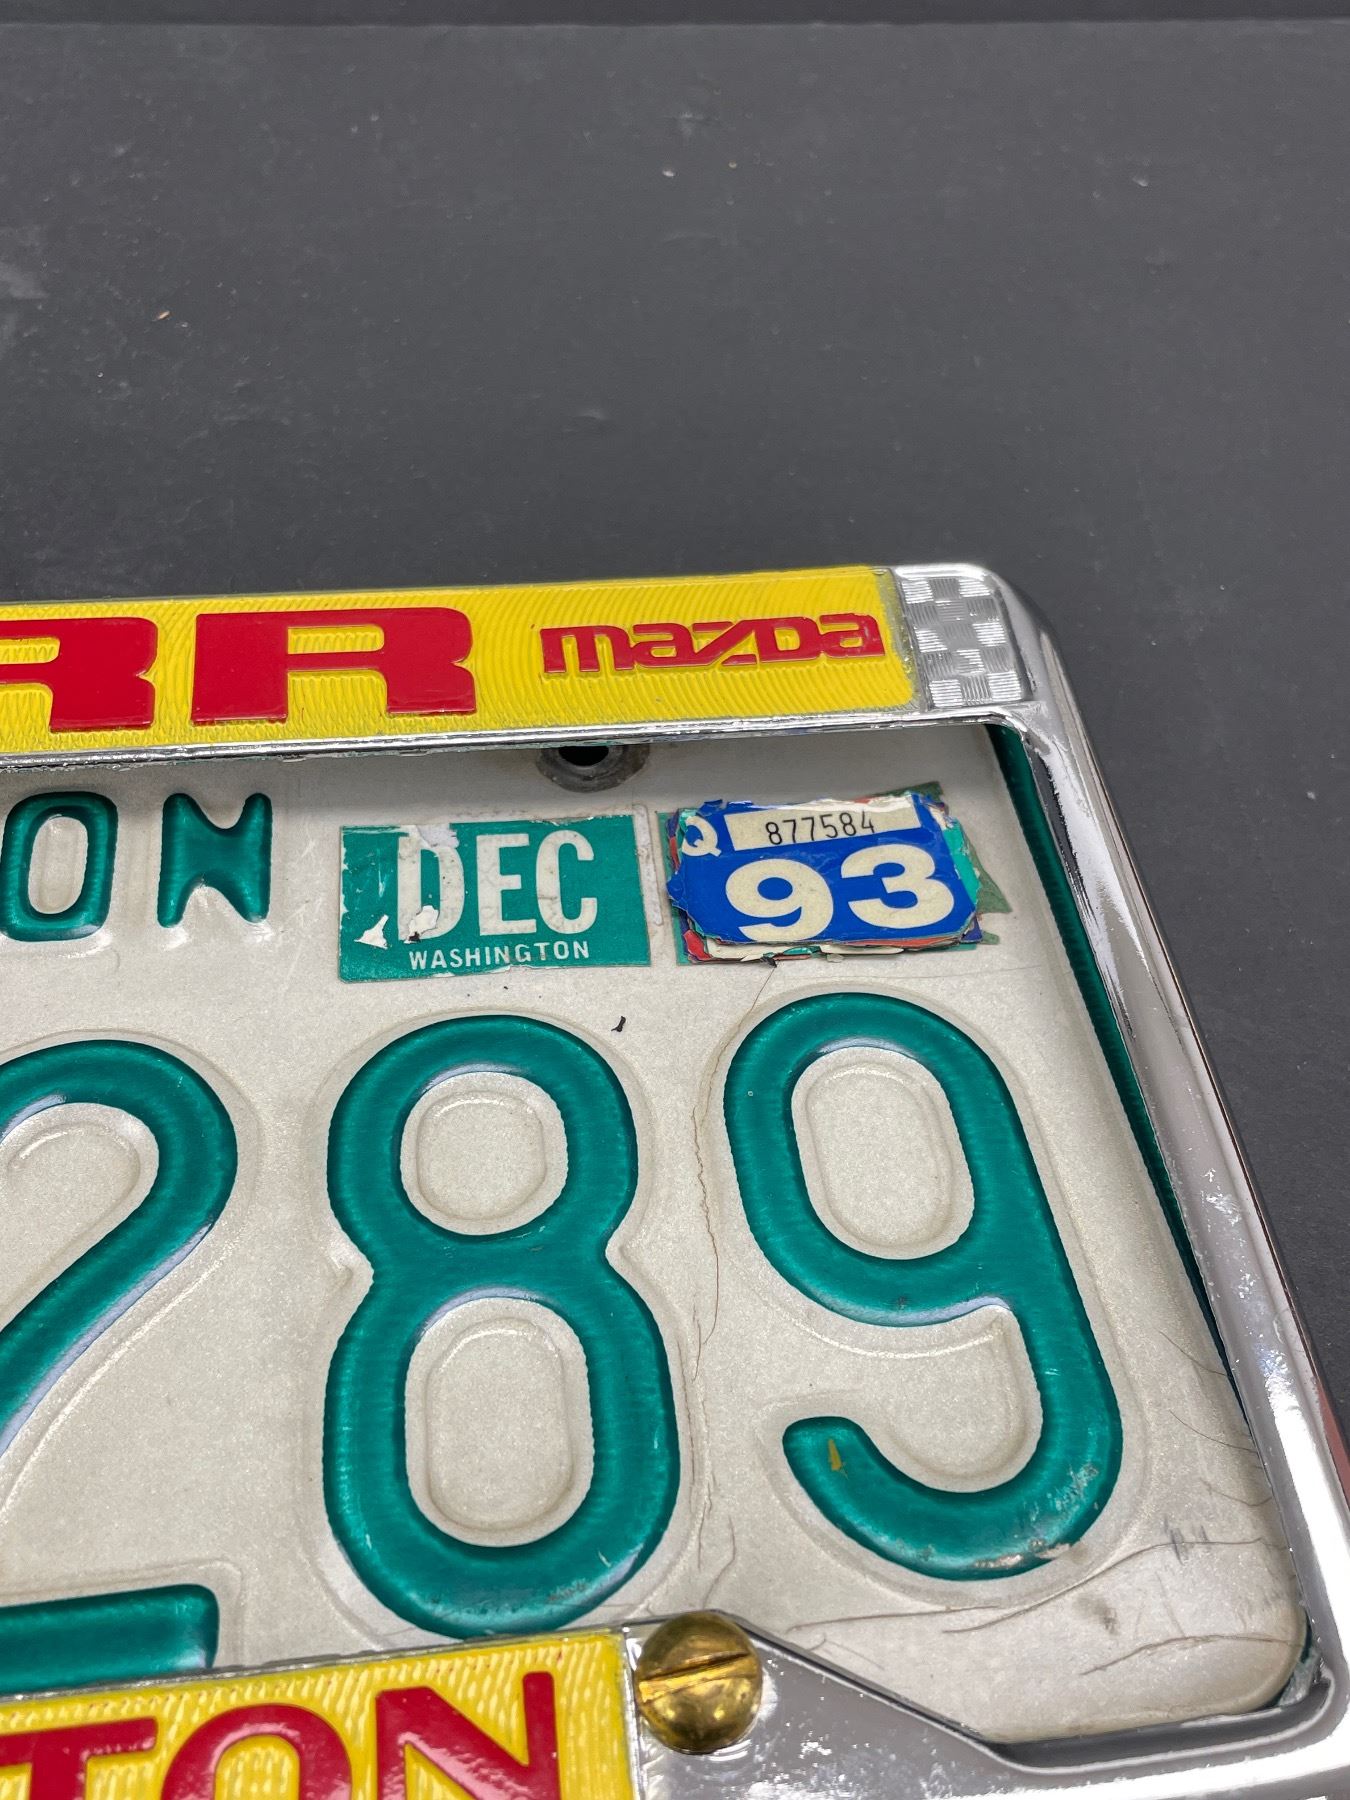 RR mazda
ON
DEC
WASHINGTON
Q 877584
93
289
TON